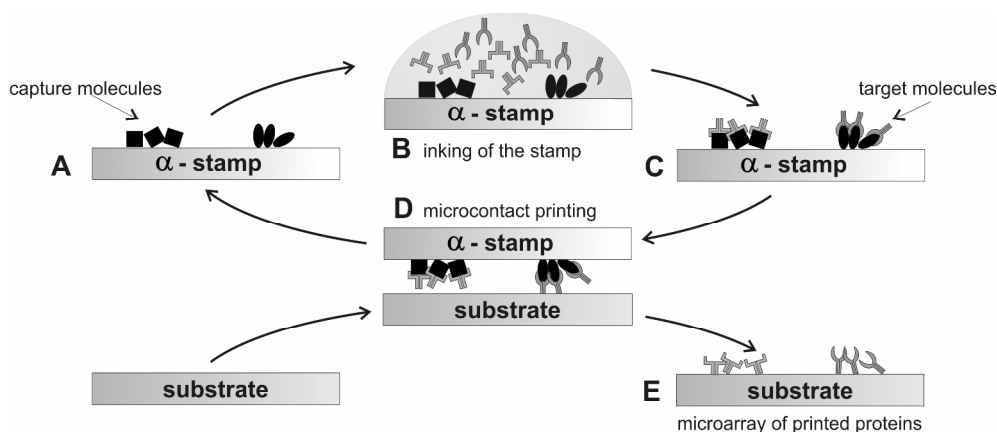 capture molecules
α - stamp
A
α - stamp
B inking of the stamp
target molecules
α - stamp
C
D microcontact printing
α - stamp
substrate
substrate
substrate
E
microarray of printed proteins